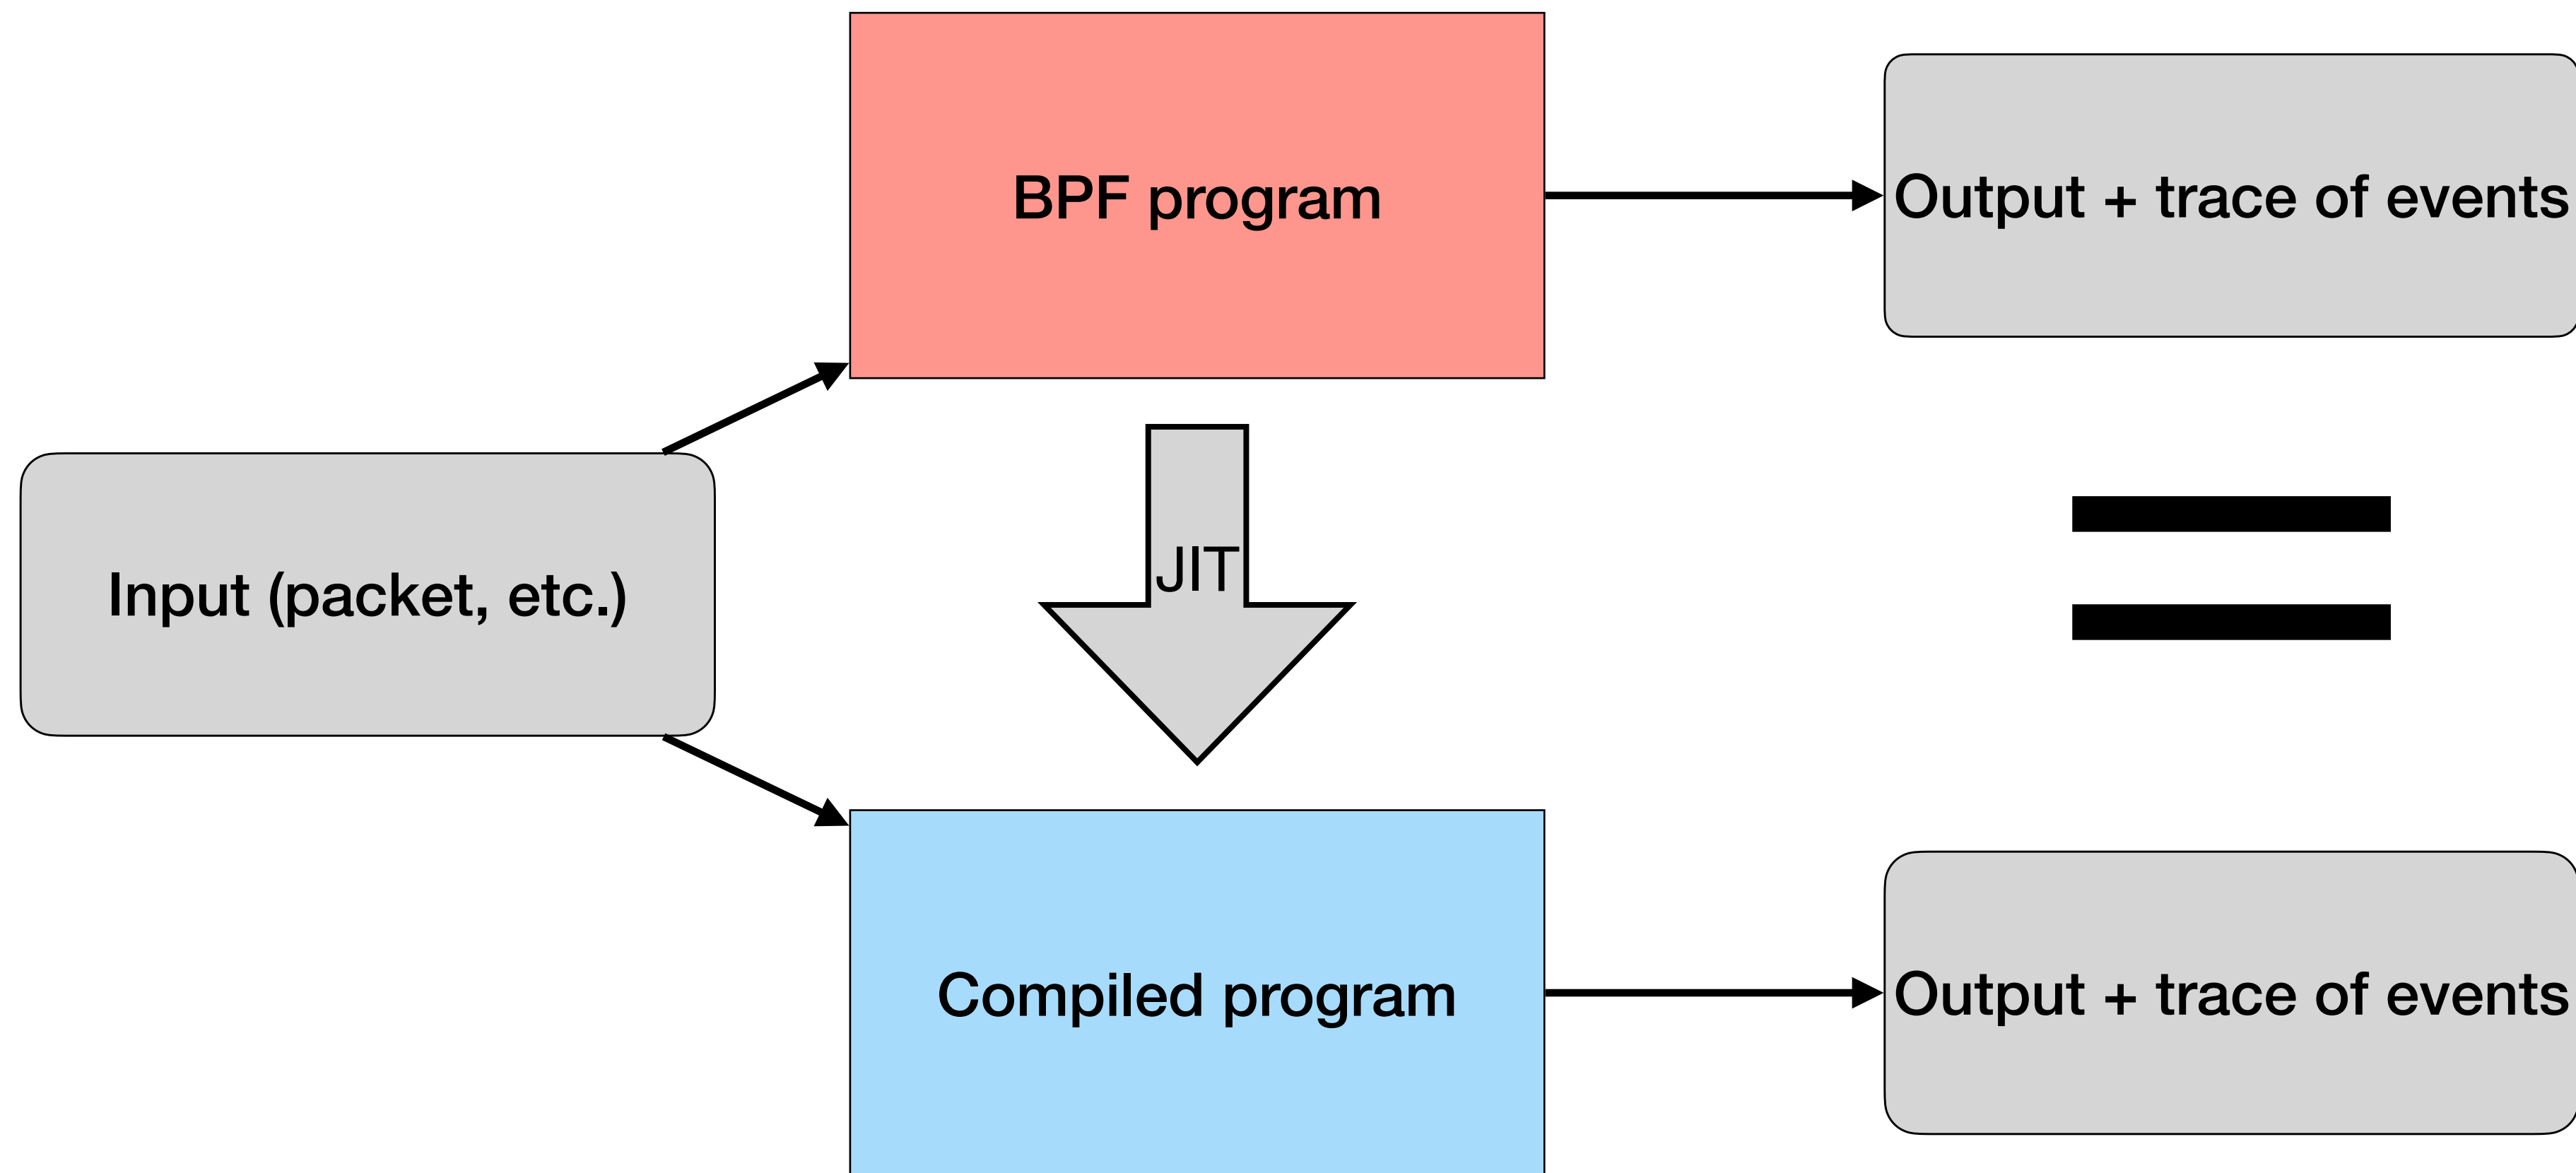 BPF program
Output + trace of events
JIT
Input (packet, etc.)
Compiled program
Output + trace of events